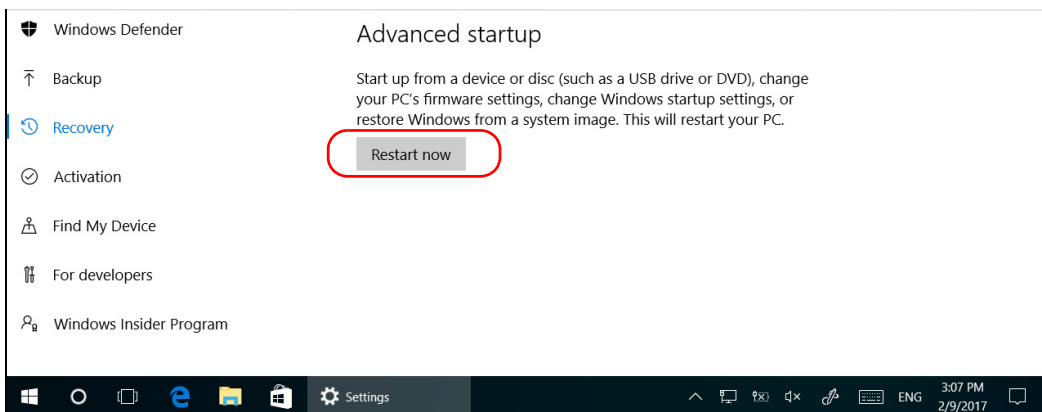 Windows Defender
Backup
Recovery
Activation
Find My Device
For developers
Windows Insider Program
Advanced startup
Start up from a device or disc (such as a USB drive or DVD), change
your PC's firmware settings, change Windows startup settings, or
restore Windows from a system image. This will restart your PC.
Restart now
Settings
ENG
3:07 PM
2/9/2017